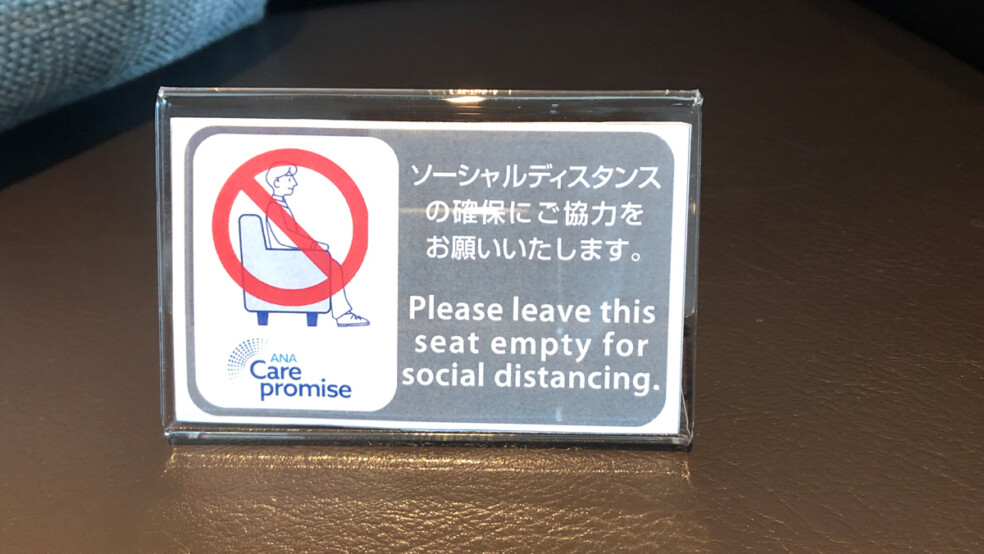 ソーシャルディスタンス
の確保にご協力を
お願いいたします。
Please leave this
seat empty for
social distancing.
ANA
Care
promise